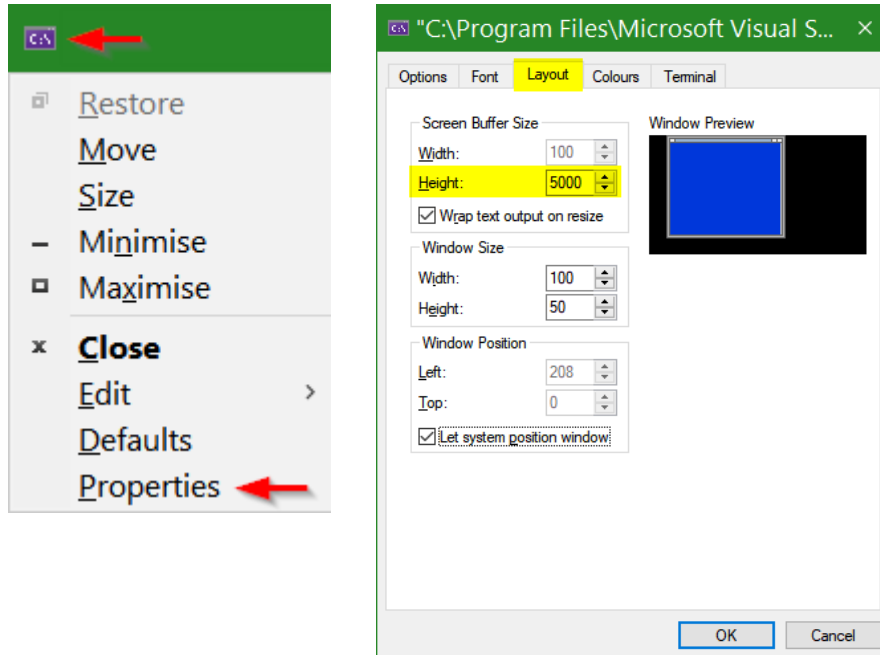 C:\
Restore
Move
Size
Minimise
Maximise
Close
Edit
Defaults
Properties
"C:\Program Files\Microsoft Visual S...
Options Font Layout Colours Terminal
Screen Buffer Size
Width: 100
Height: 5000
Wrap text output on resize
Window Size
Width: 100
Height: 50
Window Position
Left: 208
Top: 0
Let system position window
Window Preview
OK Cancel